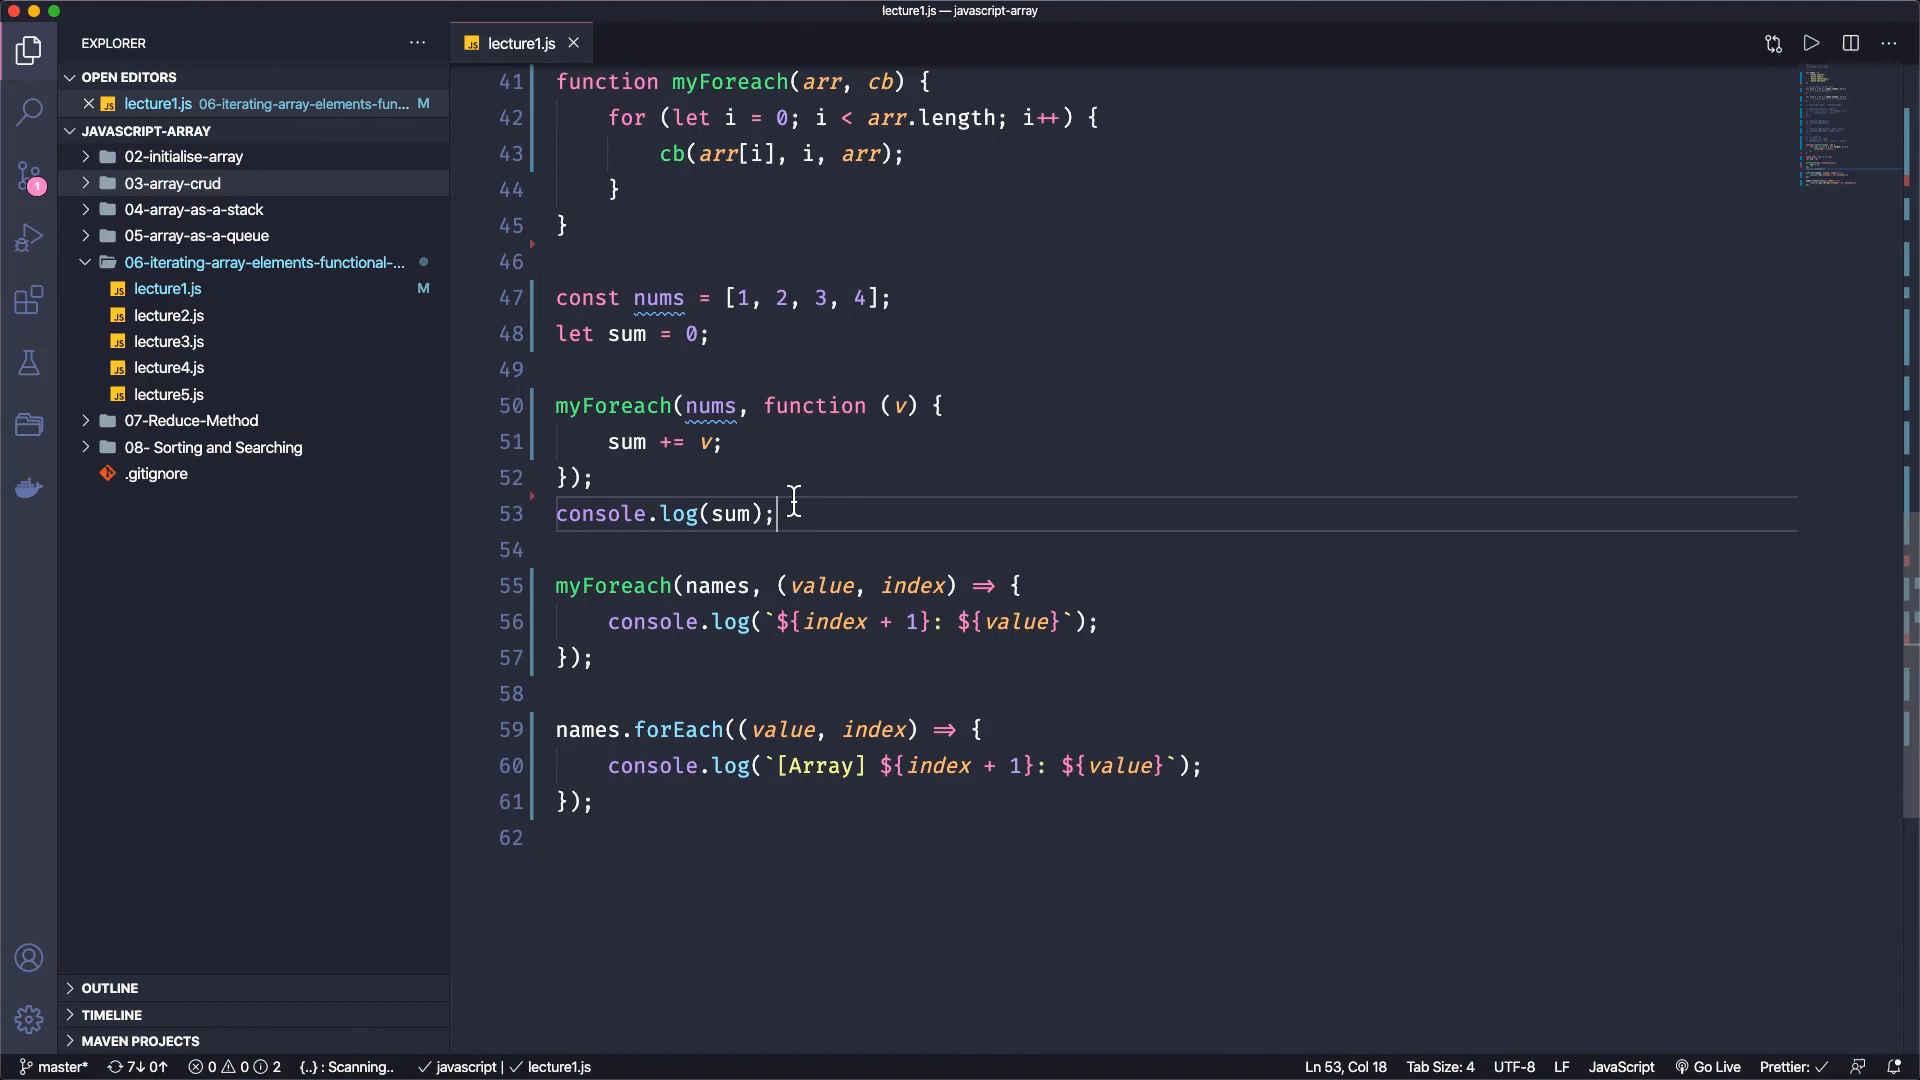 lecture1.js — javascript-array
EXPLORER
OPEN EDITORS
lecture1.js 06-iterating-array-elements-fun... M
JAVASCRIPT-ARRAY
02-initialise-array
03-array-crud
04-array-as-a-stack
05-array-as-a-queue
06-iterating-array-elements-functional-...
lecture1.js M
lecture2.js
lecture3.js
lecture4.js
lecture5.js
07-Reduce-Method
08- Sorting and Searching
.gitignore
OUTLINE
TIMELINE
MAVEN PROJECTS
1
lecture1.js
41 function myForeach(arr, cb) {
42 for (let i = 0; i < arr.length; i++) {
43 cb(arr[i], i, arr);
44 }
45 }
46
47 const nums = [1, 2, 3, 4];
48 let sum = 0;
49
50 myForeach(nums, function (v) {
51 sum += v;
52 });
53 console.log(sum);
54
55 myForeach(names, (value, index) => {
56 console.log(`${index + 1}: ${value}`);
57 });
58
59 names.forEach((value, index) => {
60 console.log(`[Array] ${index + 1}: ${value}`);
61 });
62
master* 7↓ 0↑ 0 0 2 {..} : Scanning.. ✓ javascript | ✓ lecture1.js Ln 53, Col 18 Tab Size: 4 UTF-8 LF JavaScript Go Live Prettier: ✓